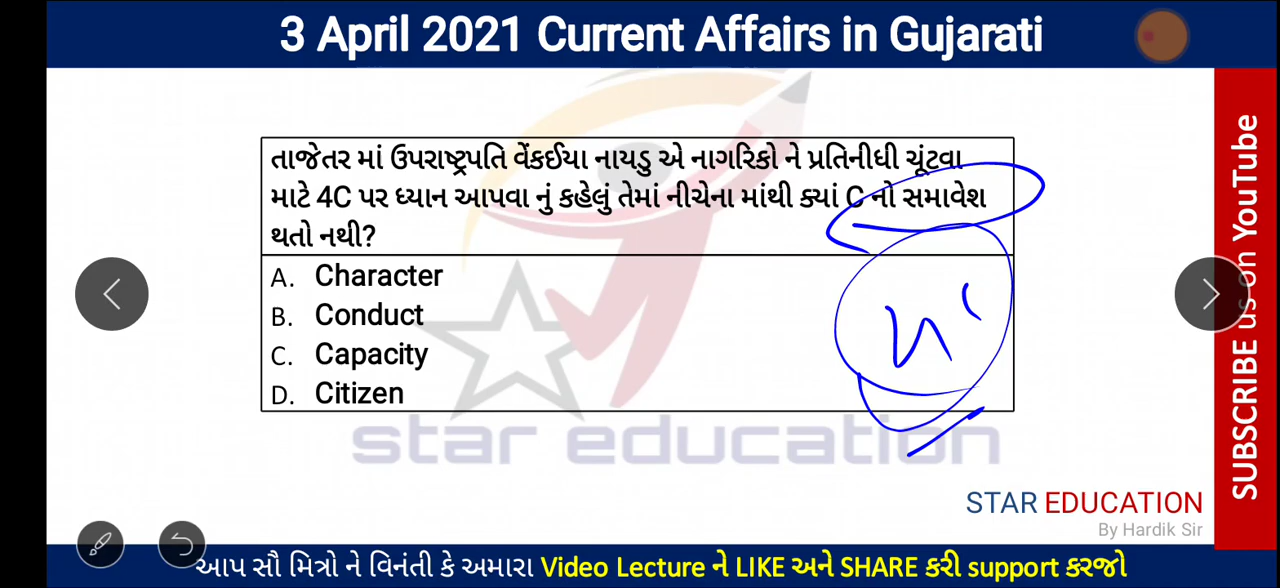 3 April 2021 Current Affairs in Gujarati
તાજેતર માં ઉપરાષ્ટ્રપતિ વેંકઈયા નાયડુ એ નાગરિકો ને પ્રતિનીધી ચૂંટવા
માટે 4C પર ધ્યાન આપવા નું કહેલું તેમાં નીચેના માંથી ક્યાં C નો સમાવેશ
થતો નથી?
A. Character
B. Conduct
C. Capacity
D. Citizen
star education
SUBSCRIBE us on YouTube
STAR EDUCATION
By Hardik Sir
આપ સૌ મિત્રો ને વિનંતી કે અમારા Video Lecture ને LIKE અને SHARE કરી support કરજો